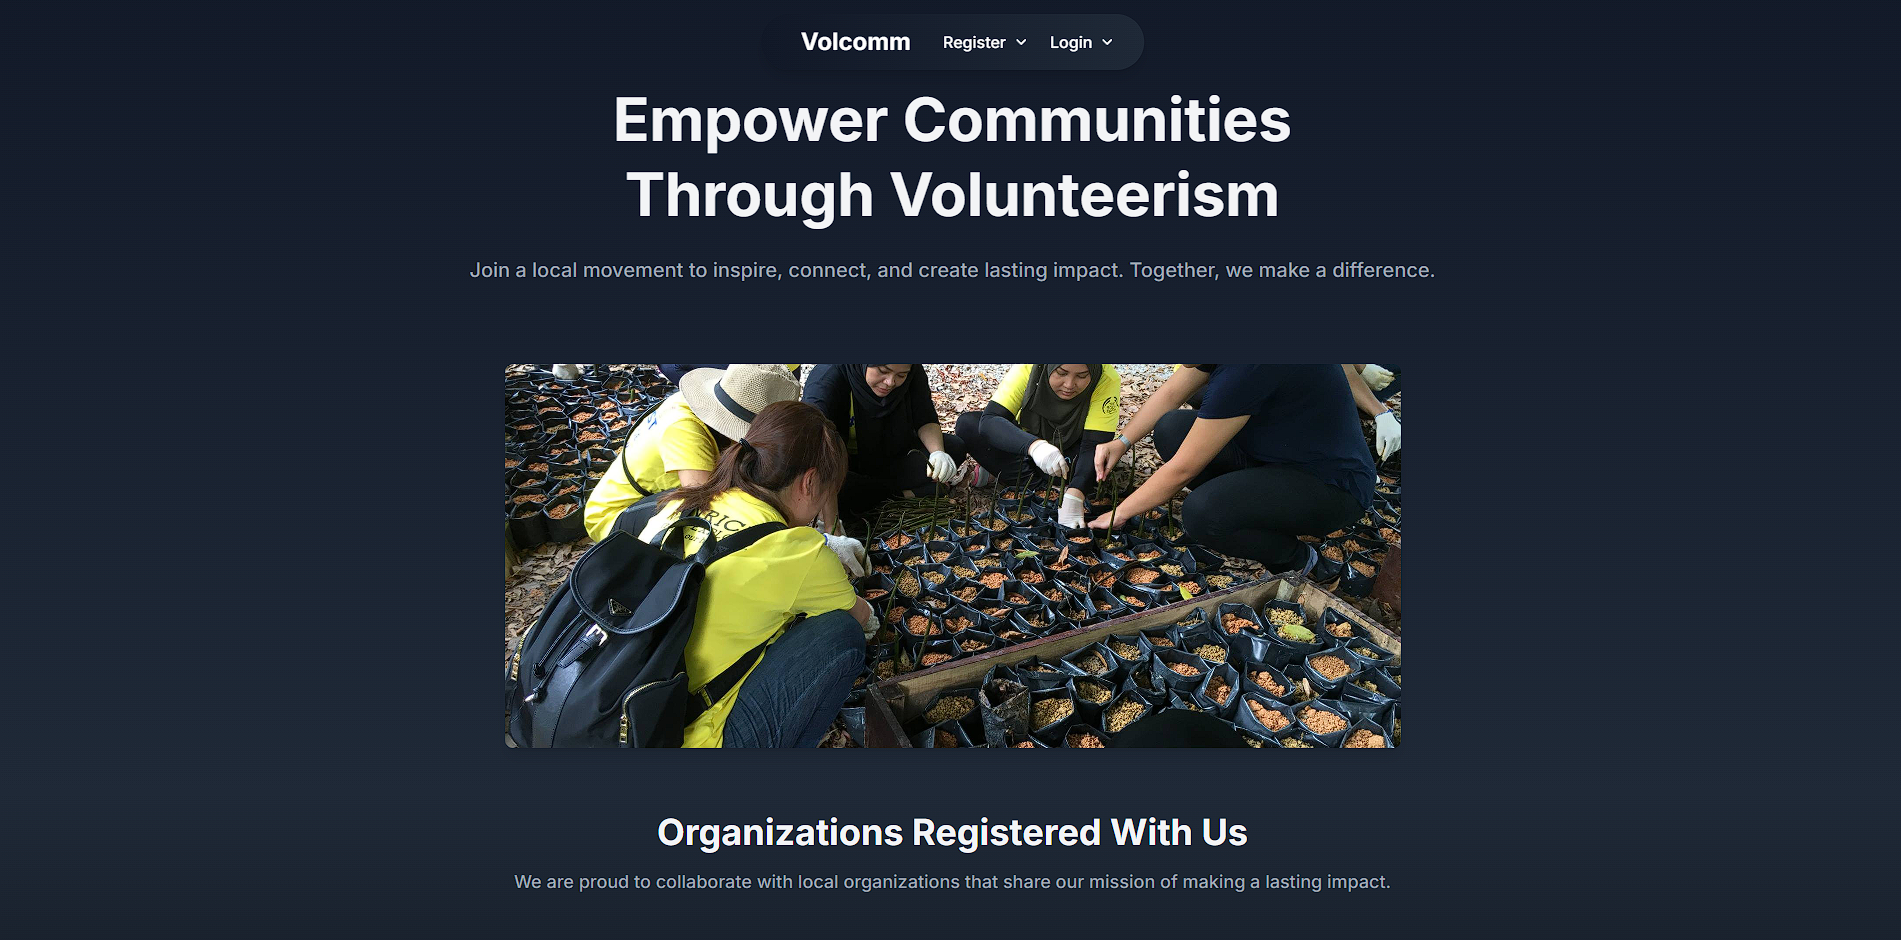 Volcomm
Register
Login
Empower Communities
Through Volunteerism
Join a local movement to inspire, connect, and create lasting impact. Together, we make a difference.
Organizations Registered With Us
We are proud to collaborate with local organizations that share our mission of making a lasting impact.